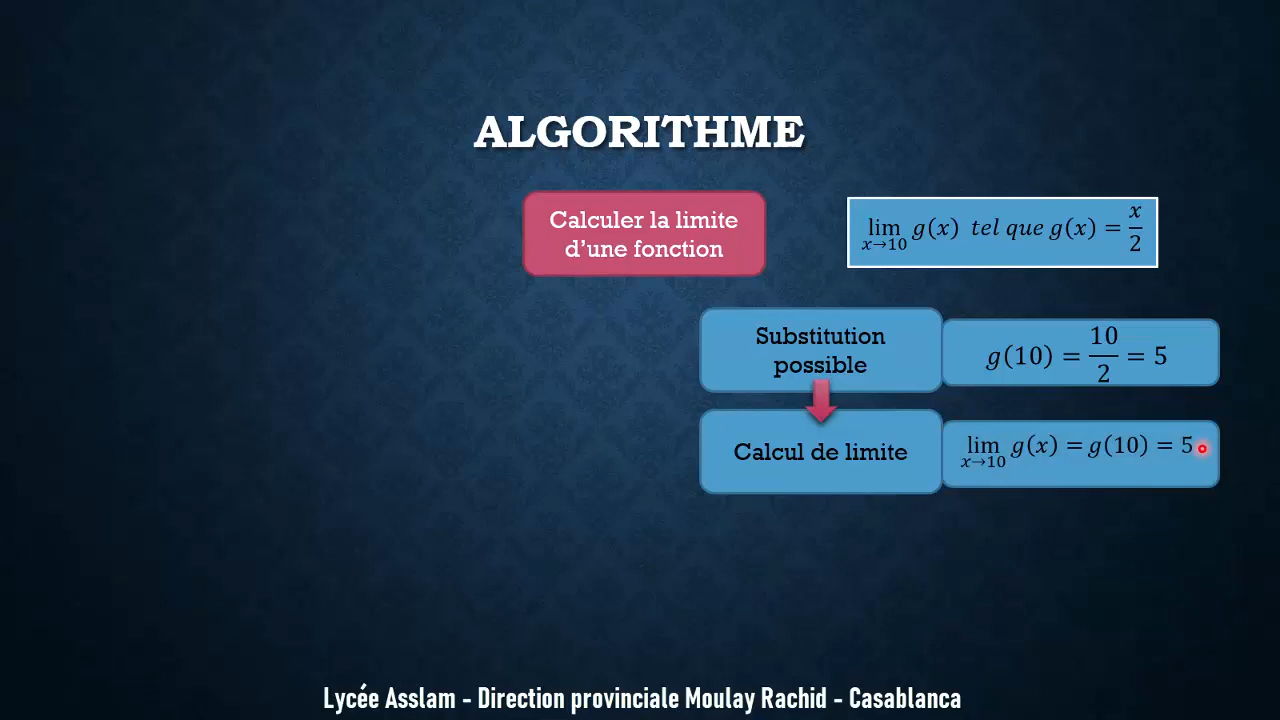 ALGORITHME
Calculer la limite
d’une fonction
lim x→10 g(x) tel que g(x) = x/2
Substitution
possible
g(10) = 10/2 = 5
Calcul de limite
lim x→10 g(x) = g(10) = 5
Lycée Asslam - Direction provinciale Moulay Rachid - Casablanca